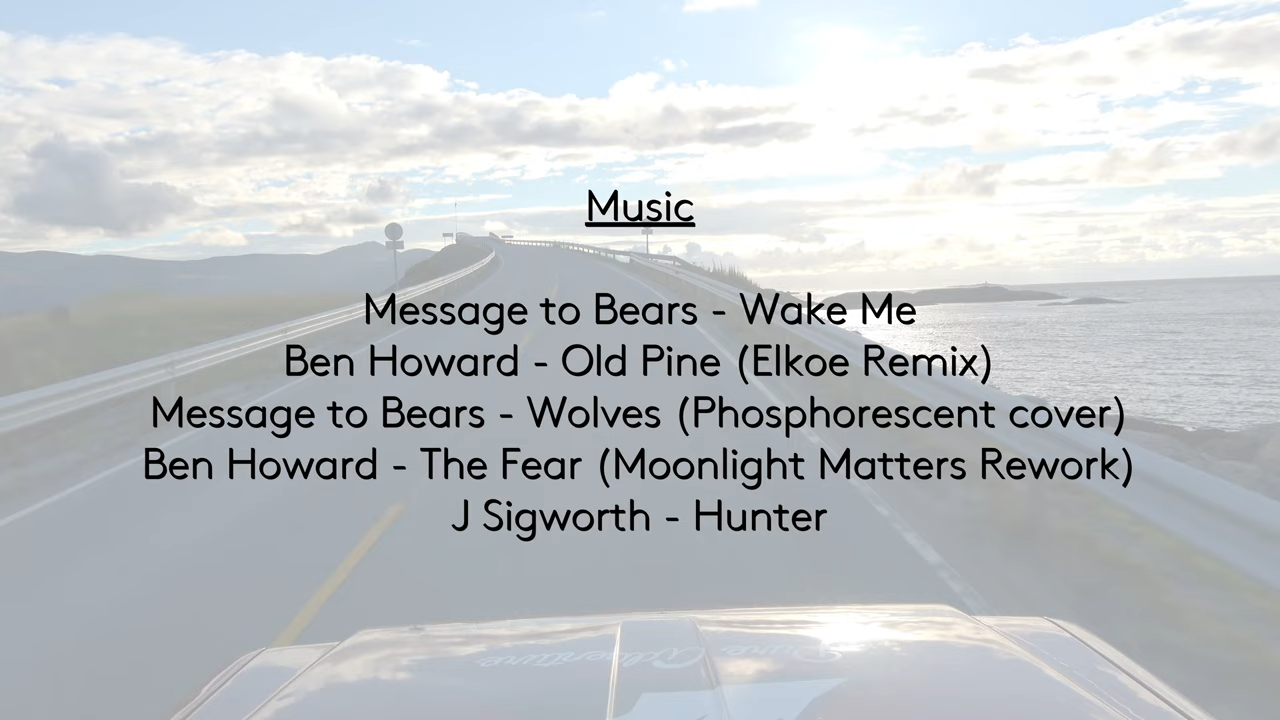 Music
Message to Bears - Wake Me
Ben Howard - Old Pine (Elkoe Remix)
Message to Bears - Wolves (Phosphorescent cover)
Ben Howard - The Fear (Moonlight Matters Rework)
J Sigworth - Hunter
Adventure